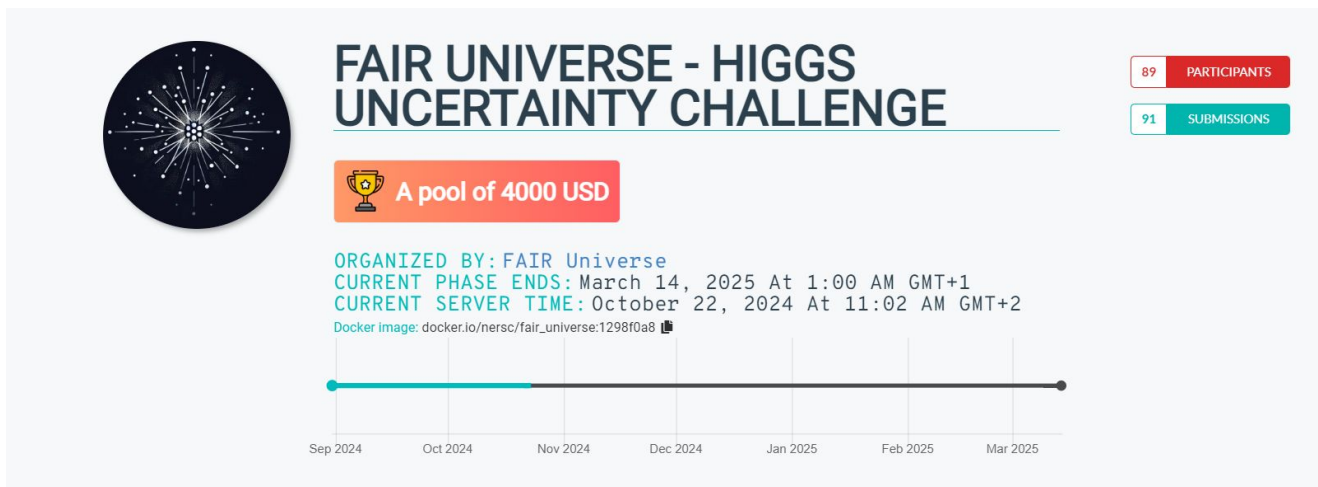 FAIR UNIVERSE - HIGGS
UNCERTAINTY CHALLENGE
89 PARTICIPANTS
91 SUBMISSIONS
A pool of 4000 USD
ORGANIZED BY: FAIR Universe
CURRENT PHASE ENDS: March 14, 2025 At 1:00 AM GMT+1
CURRENT SERVER TIME: October 22, 2024 At 11:02 AM GMT+2
Docker image: docker.io/nersc/fair_universe:1298f0a8
Sep 2024 Oct 2024 Nov 2024 Dec 2024 Jan 2025 Feb 2025 Mar 2025